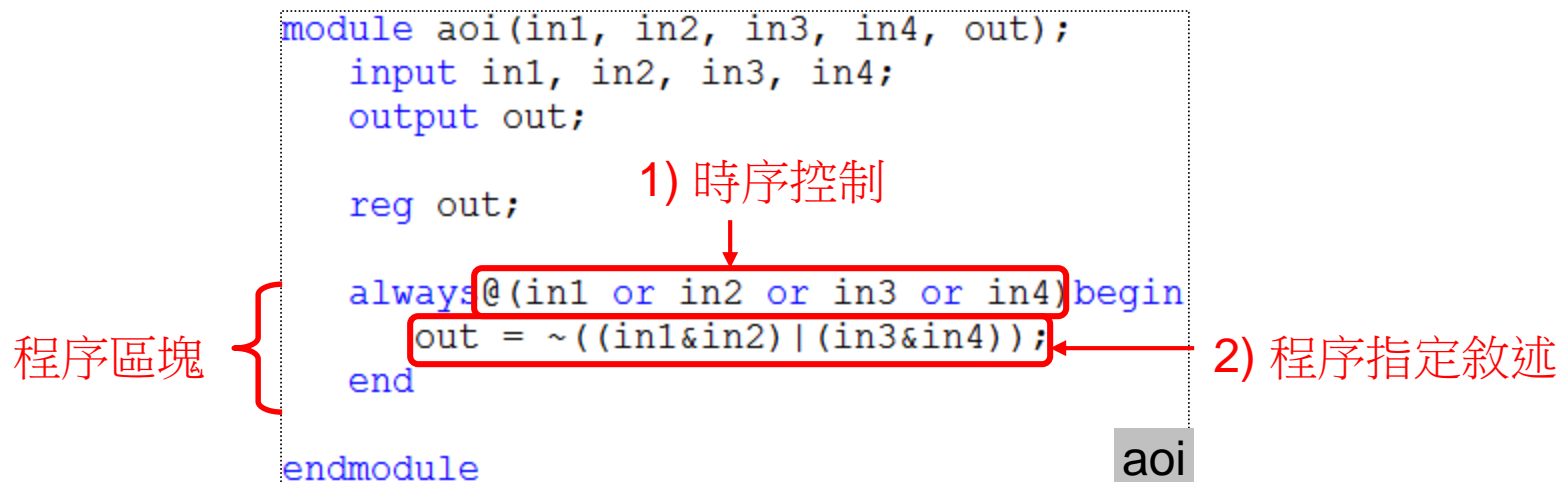 module aoi(in1, in2, in3, in4, out);
input in1, in2, in3, in4;
output out;
1) 時序控制
reg out;
always@(in1 or in2 or in3 or in4)begin
out = ~((in1&in2)|(in3&in4));
程序區塊
2) 程序指定敘述
end
endmodule
aoi